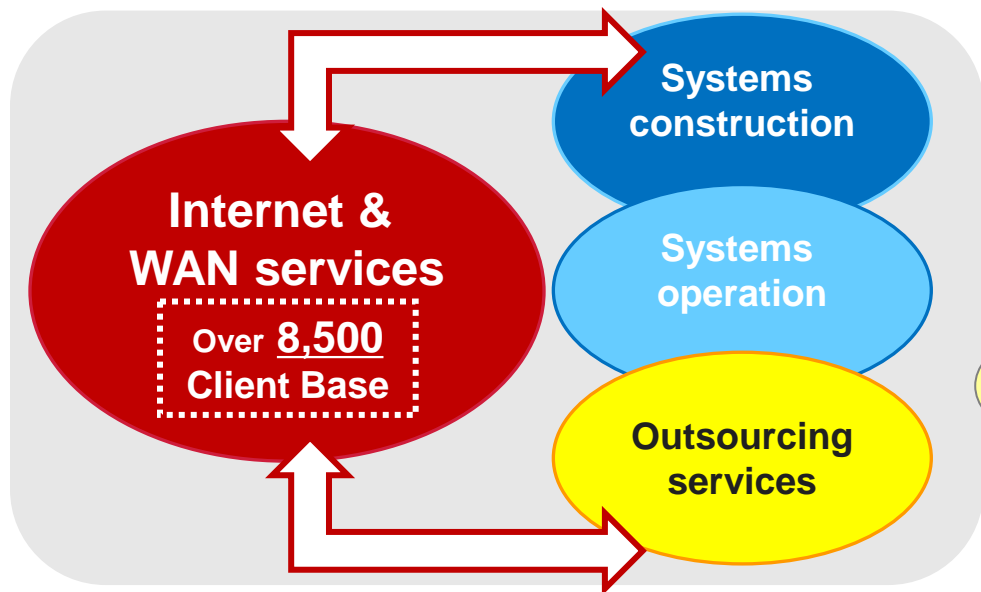 Internet &
WAN services
Over 8,500
Client Base
Systems
construction
Systems
operation
Outsourcing
services